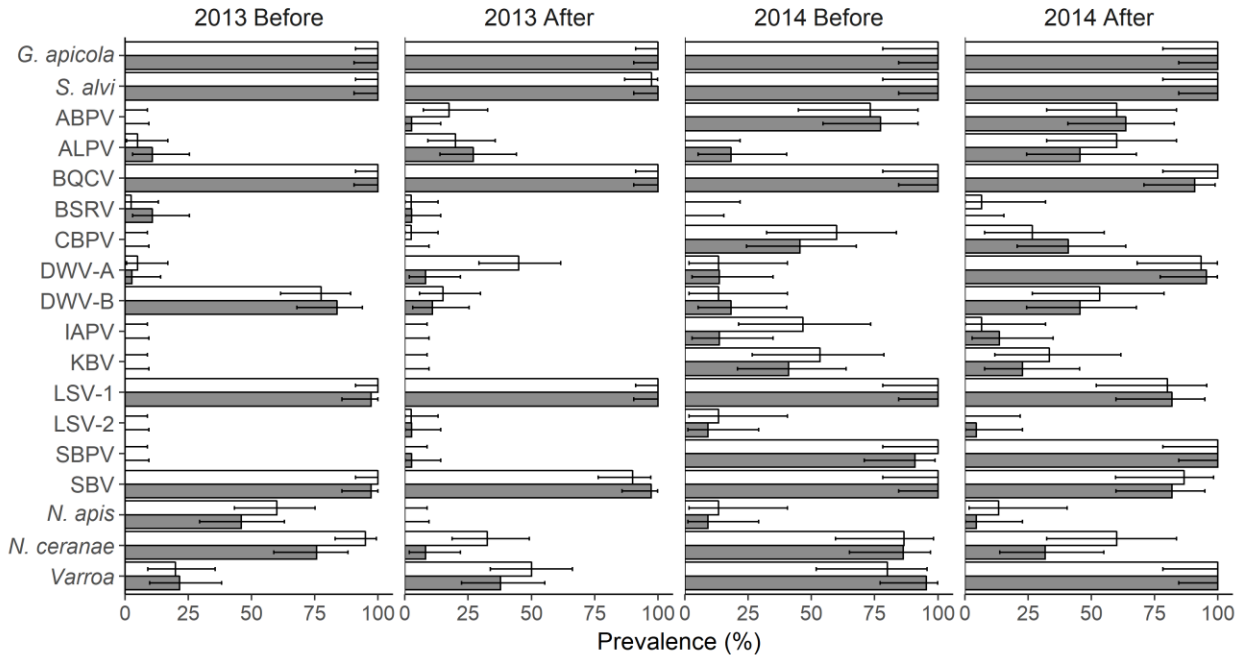 2013 Before 2013 After 2014 Before 2014 After
G. apicola
S. alvi
ABPV
ALPV
BQCV
BSRV
CBPV
DWV-A
DWV-B
IAPV
KBV
LSV-1
LSV-2
SBPV
SBV
N. apis
N. ceranae
Varroa
0 25 50 75 100 0 25 50 75 100 0 25 50 75 100 0 25 50 75 100
Prevalence (%)